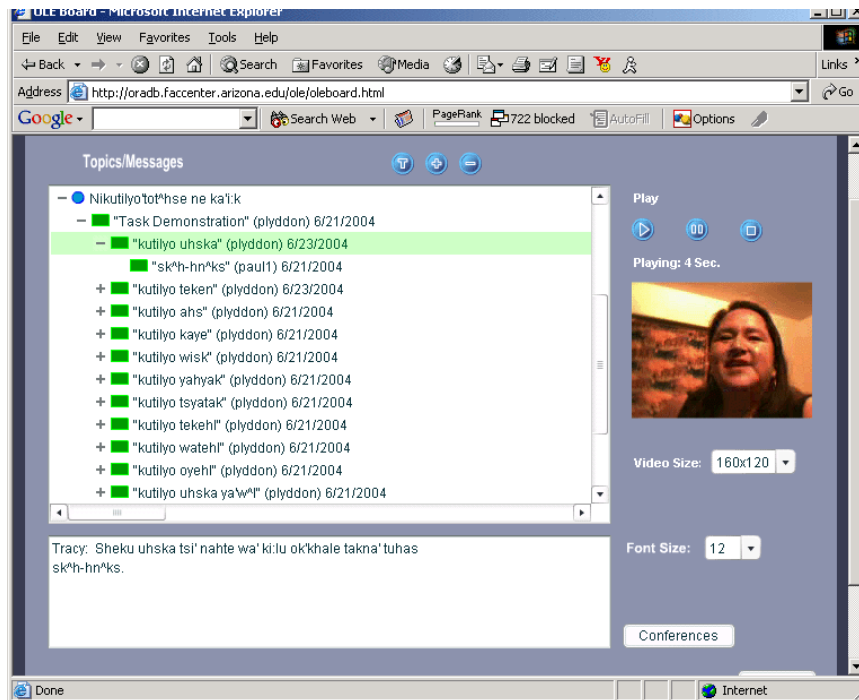 OLE Board - Microsoft Internet Explorer
File Edit View Favorites Tools Help
Back Search Favorites Media Links
Address http://oradb.faccenter.arizona.edu/ole/oleboard.html Go
Google Search Web PageRank 722 blocked AutoFill Options
Topics/Messages T
Nikutilyo'tot^hse ne ka'i:k
"Task Demonstration" (plyddon) 6/21/2004
"kutilyo uhska" (plyddon) 6/23/2004
"sk^h-hn^ks" (paul1) 6/21/2004
"kutilyo teken" (plyddon) 6/23/2004
"kutilyo ahs" (plyddon) 6/21/2004
"kutilyo kaye" (plyddon) 6/21/2004
"kutilyo wisk" (plyddon) 6/21/2004
"kutilyo yahyak" (plyddon) 6/21/2004
"kutilyo tsyatak" (plyddon) 6/21/2004
"kutilyo tekehl" (plyddon) 6/21/2004
"kutilyo watehl" (plyddon) 6/21/2004
"kutilyo oyehl" (plyddon) 6/21/2004
"kutilyo uhska ya'w^l" (plyddon) 6/21/2004
Play
Playing: 4 Sec.
Video Size: 160x120
Tracy: Sheku uhska tsi' nahte wa' ki:lu ok'khale takna'tuhas
sk^h-hn^ks.
Font Size: 12
Conferences
Done Internet